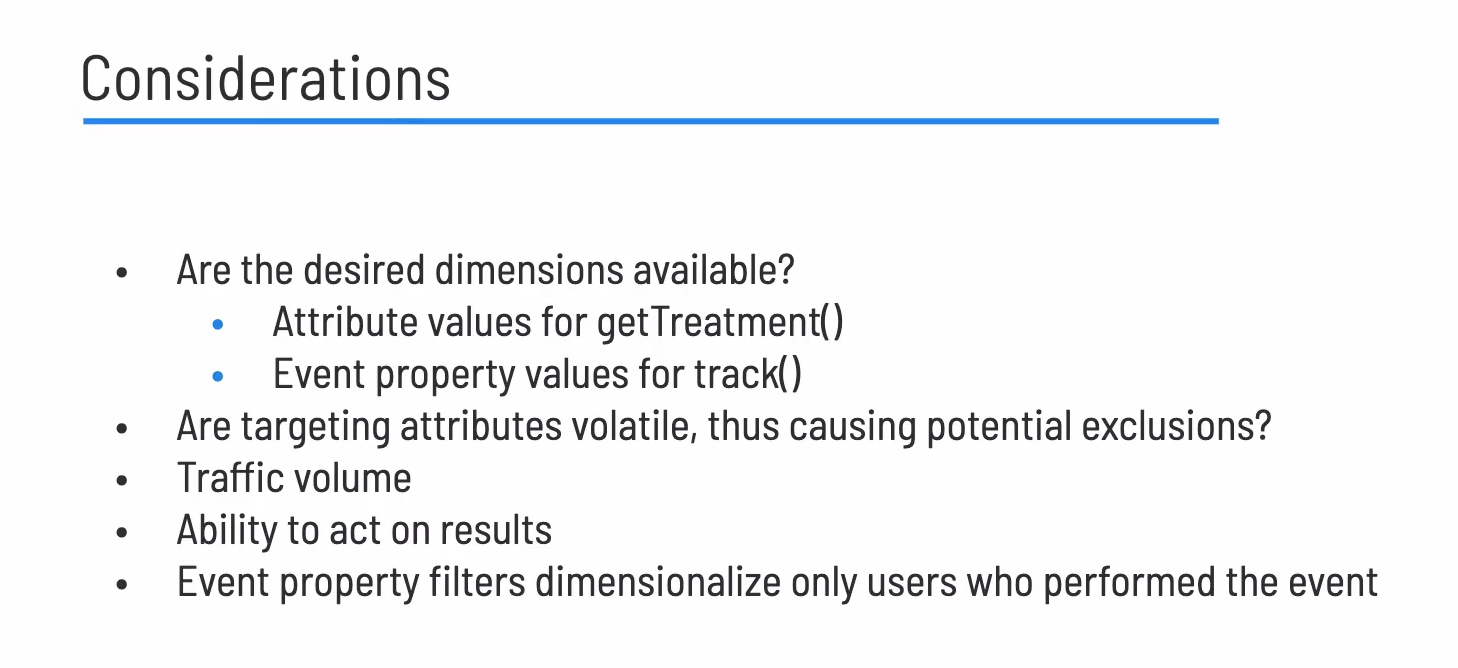 Considerations
• Are the desired dimensions available?
• Attribute values for getTreatment()
• Event property values for track()
• Are targeting attributes volatile, thus causing potential exclusions?
• Traffic volume
• Ability to act on results
• Event property filters dimensionalize only users who performed the event